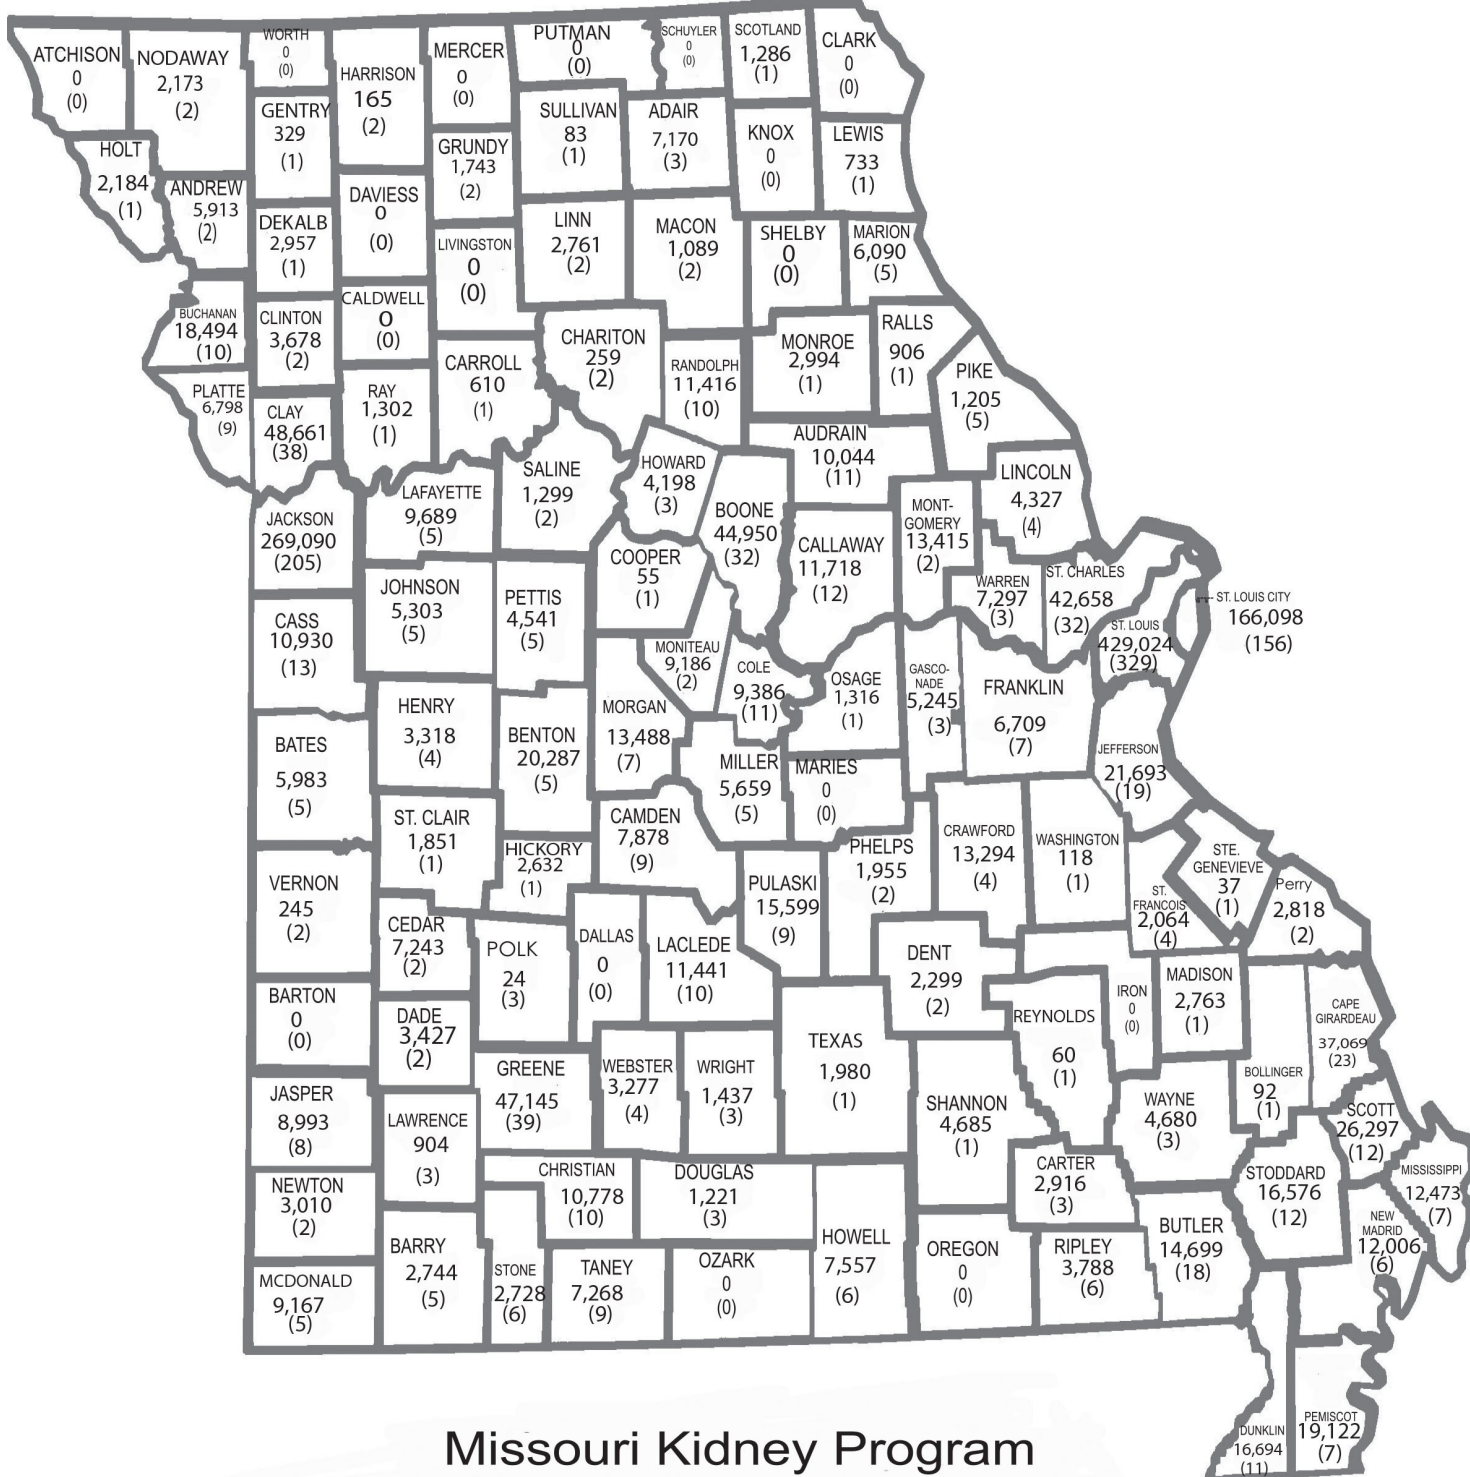 ATCHISON
0
(0)
NODAWAY
2,173
(2)
WORTH
0
(0)
HARRISON
165
(2)
MERCER
0
(0)
PUTMAN
0
(0)
SCHUYLER
0
(0)
SCOTLAND
1,286
(1)
CLARK
0
(0)
HOLT
2,184
(1)
ANDREW
5,913
(2)
GENTRY
329
(1)
DEKALB
2,957
(1)
DAVIESS
0
(0)
GRUNDY
1,743
(2)
SULLIVAN
83
(1)
ADAIR
7,170
(3)
KNOX
0
(0)
LEWIS
733
(1)
LIVINGSTON
0
(0)
LINN
2,761
(2)
MACON
1,089
(2)
SHELBY
0
(0)
MARION
6,090
(5)
BUCHANAN
18,494
(10)
CLINTON
3,678
(2)
CALDWELL
0
(0)
CARROLL
610
(1)
CHARITON
259
(2)
RANDOLPH
11,416
(10)
MONROE
2,994
(1)
RALLS
906
(1)
PIKE
1,205
(5)
PLATTE
6,798
(9)
CLAY
48,661
(38)
RAY
1,302
(1)
AUDRAIN
10,044
(11)
LINCOLN
4,327
(4)
SALINE
1,299
(2)
HOWARD
4,198
(3)
BOONE
44,950
(32)
MONT-
GOMERY
13,415
(2)
JACKSON
269,090
(205)
LAFAYETTE
9,689
(5)
COOPER
55
(1)
CALLAWAY
11,718
(12)
WARREN
7,297
(3)
ST. CHARLES
42,658
(32)
ST. LOUIS
429,024
(329)
ST. LOUIS CITY
166,098
(156)
CASS
10,930
(13)
JOHNSON
5,303
(5)
PETTIS
4,541
(5)
MONITEAU
9,186
(2)
COLE
9,386
(11)
OSAGE
1,316
(1)
GASCO-
NADE
5,245
(3)
FRANKLIN
6,709
(7)
JEFFERSON
21,693
(19)
BATES
5,983
(5)
HENRY
3,318
(4)
BENTON
20,287
(5)
MORGAN
13,488
(7)
MILLER
5,659
(5)
MARIES
0
(0)
ST. CLAIR
1,851
(1)
HICKORY
2,632
(1)
CAMDEN
7,878
(9)
PULASKI
15,599
(9)
PHELPS
1,955
(2)
CRAWFORD
13,294
(4)
WASHINGTON
118
(1)
ST.
FRANCOIS
2,064
(4)
STE.
GENEVIEVE
37
(1)
Perry
2,818
(2)
VERNON
245
(2)
CEDAR
7,243
(2)
POLK
24
(3)
DALLAS
0
(0)
LACLEDE
11,441
(10)
DENT
2,299
(2)
REYNOLDS
60
(1)
IRON
0
(0)
MADISON
2,763
(1)
CAPE
GIRARDEAU
37,069
(23)
BARTON
0
(0)
DADE
3,427
(2)
GREENE
47,145
(39)
WEBSTER
3,277
(4)
WRIGHT
1,437
(3)
TEXAS
1,980
(1)
SHANNON
4,685
(1)
WAYNE
4,680
(3)
BOLLINGER
92
(1)
SCOTT
26,297
(12)
MISSISSIPPI
12,473
(7)
JASPER
8,993
(8)
LAWRENCE
904
(3)
CHRISTIAN
10,778
(10)
DOUGLAS
1,221
(3)
CARTER
2,916
(3)
STODDARD
16,576
(12)
NEW
MADRID
12,006
(6)
NEWTON
3,010
(2)
BARRY
2,744
(5)
STONE
2,728
(6)
TANEY
7,268
(9)
OZARK
0
(0)
HOWELL
7,557
(6)
OREGON
0
(0)
RIPLEY
3,788
(6)
BUTLER
14,699
(18)
MCDONALD
9,167
(5)
DUNKLIN
16,694
(11)
PEMISCOT
19,122
(7)
Missouri Kidney Program